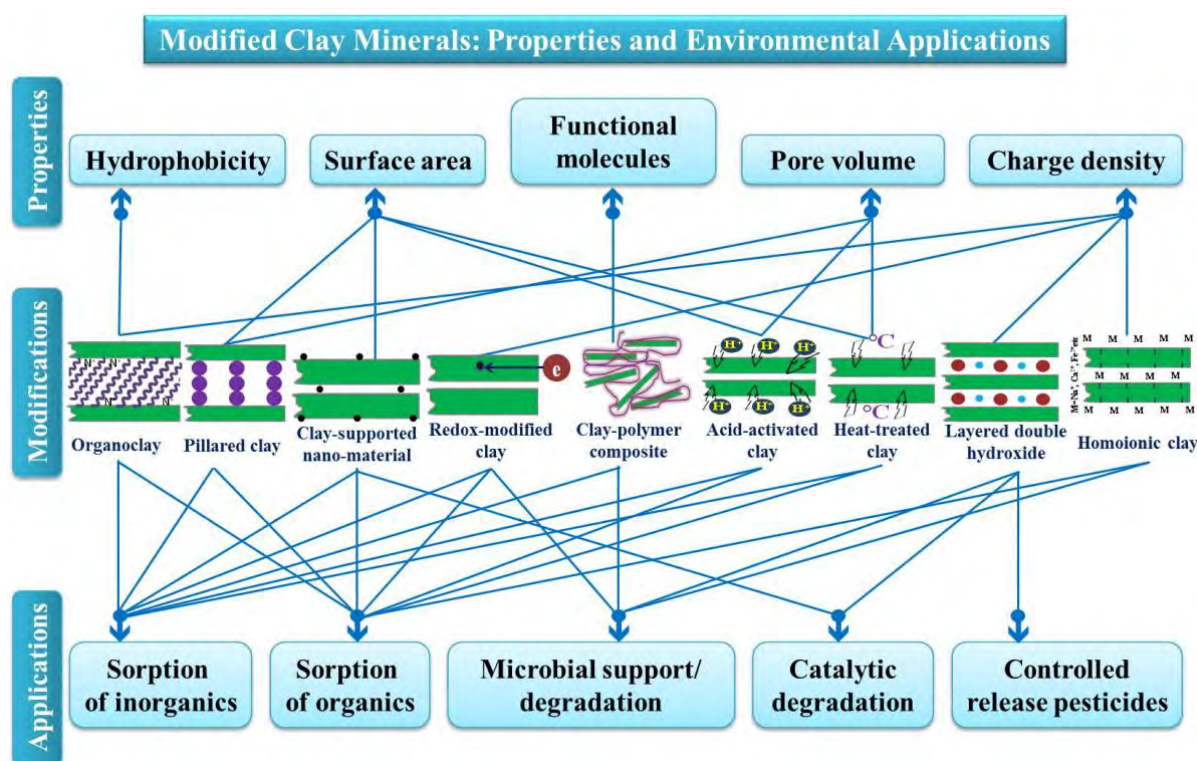 Modified Clay Minerals: Properties and Environmental Applications
Properties
Hydrophobicity
Surface area
Functional
molecules
Pore volume
Charge density
Modifications
N⁺
N⁺
N⁺
N⁺
Organoclay
Pillared clay
Clay-supported
nano-material
e
Redox-modified
clay
Clay-polymer
composite
H⁺
H⁺
H⁺
H⁺
H⁺
H⁺
Acid-activated
clay
°C
°C
Heat-treated
clay
Layered double
hydroxide
M M M M M
M M M M
M M M M M
Homoionic clay
Applications
Sorption
of inorganics
Sorption
of organics
Microbial support/
degradation
Catalytic
degradation
Controlled
release pesticides